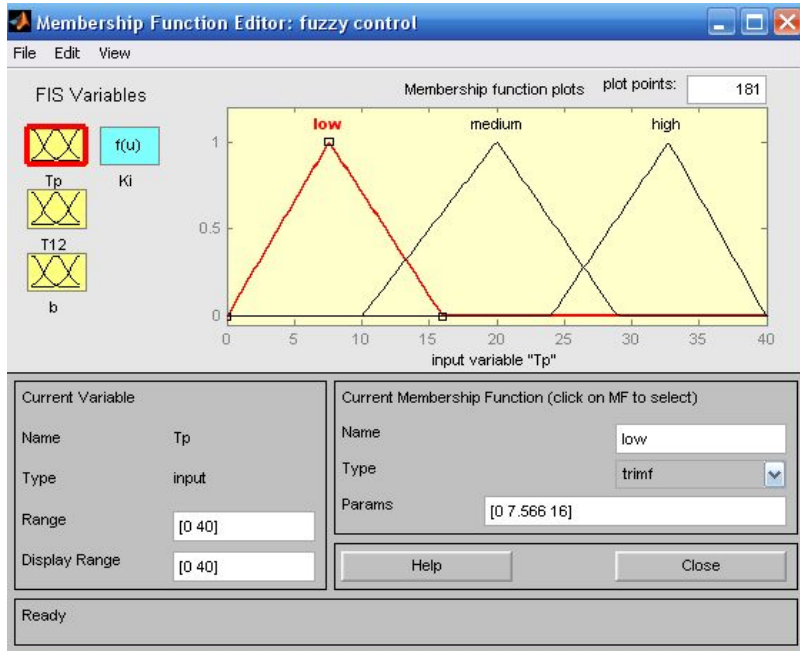 Membership Function Editor: fuzzy control
File Edit View
FIS Variables
Membership function plots plot points: 181
f(u)
Tp Ki
T12
b
low medium high
1
0.5
0
0 5 10 15 20 25 30 35 40
input variable "Tp"
Current Variable
Name Tp
Type input
Range [0 40]
Display Range [0 40]
Current Membership Function (click on MF to select)
Name low
Type trimf
Params [0 7.566 16]
Help Close
Ready